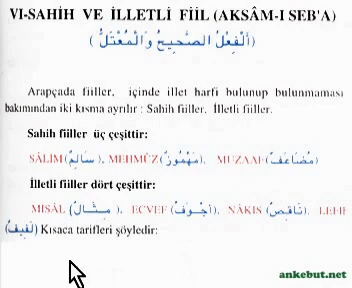 VI-SAHİH VE İLLETLİ FİİL (AKSÂM-I SEB'A)
( اَلْفِعْلُ الصَّحِيحُ وَالْمُعْتَلُّ )
Arapçada fiiller, içinde illet harfi bulunup bulunmaması
bakımından iki kısma ayrılır : Sahih fiiller, İlletli fiiller.
Sahih fiiller üç çeşittir:
SÂLİM (سَالِمٌ), MEHMÛZ (مَهْمُوزٌ), MUZAAF (مُضَاعَفٌ)
İlletli fiiller dört çeşittir:
MİSÂL (مِثَالٌ), ECVEF (أَجْوَفُ), NÂKIS (نَاقِصٌ), LEFİF
(لَفِيفٌ) Kısaca tarifleri şöyledir:
ankebut.net